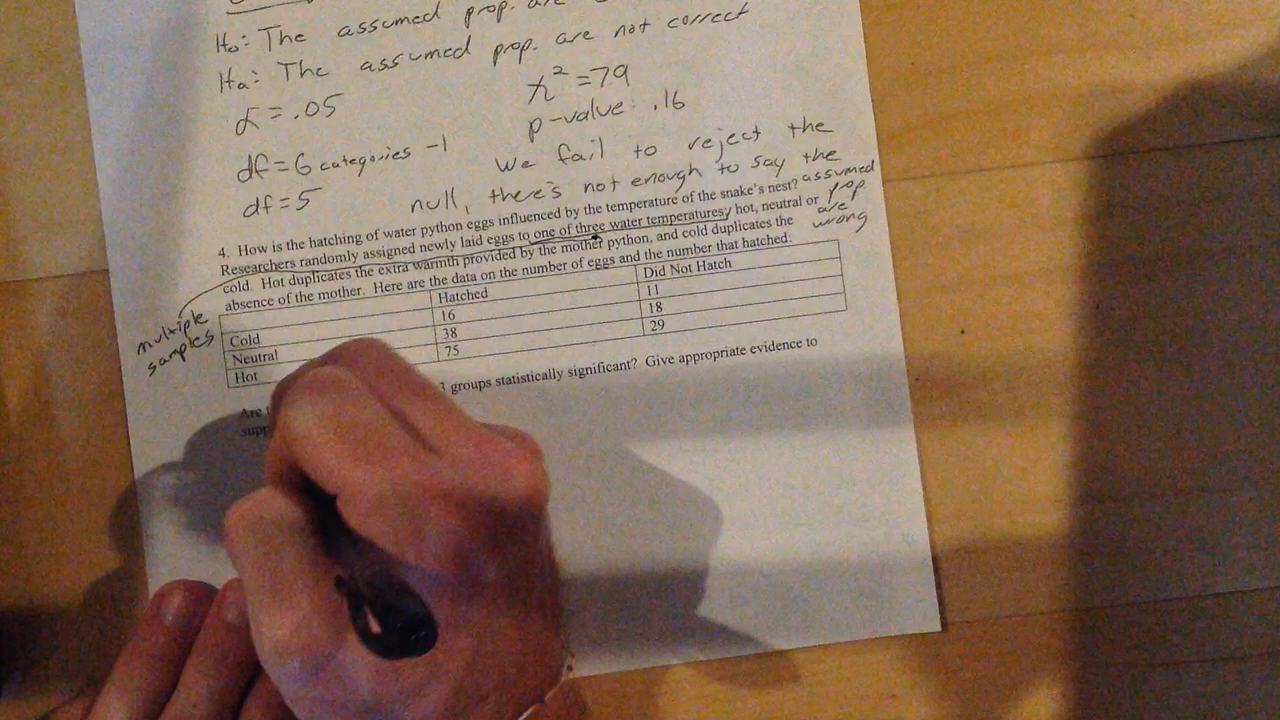 Ho: The assumed prop. are
Ha: The assumed prop. are not correct
α = .05
χ² = 79
p-value: .16
df = 6 categories - 1
df = 5
We fail to reject the
null, there's not enough to say the
assumed
prop.
are
wrong
4. How is the hatching of water python eggs influenced by the temperature of the snake's nest?
Researchers randomly assigned newly laid eggs to one of three water temperatures; hot, neutral or
cold. Hot duplicates the extra warmth provided by the mother python, and cold duplicates the
absence of the mother. Here are the data on the number of eggs and the number that hatched:
multiple
samples
Hatched Did Not Hatch
Cold 16 11
Neutral 38 18
Hot 75 29
Are 3 groups statistically significant? Give appropriate evidence to